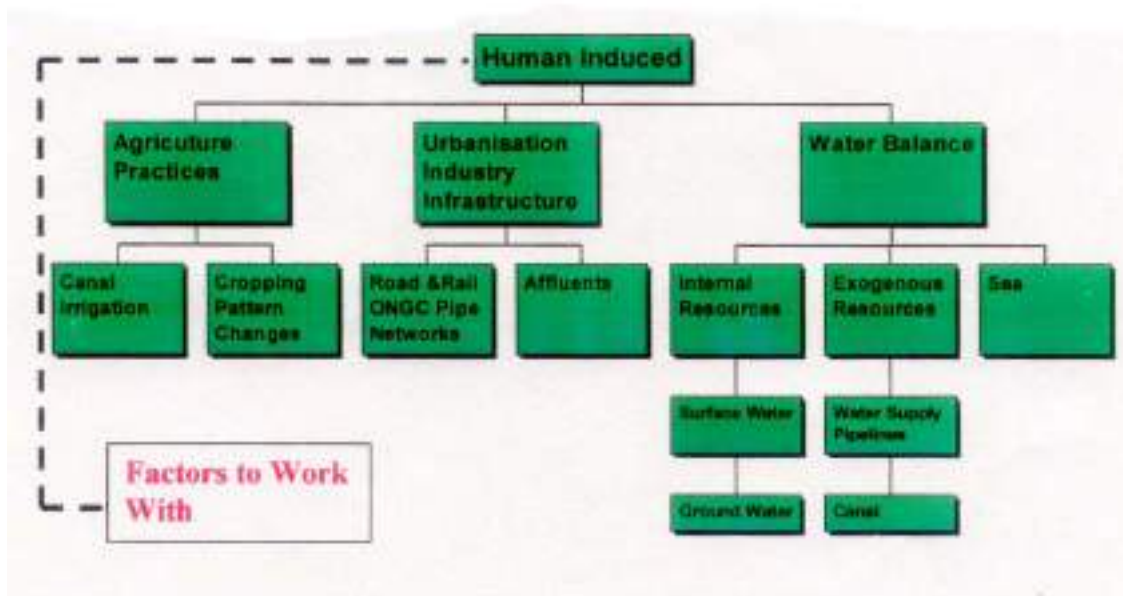 Human Induced
Agricuture
Practices
Urbanisation
Industry
Infrastructure
Water Balance
Canal
Irrigation
Cropping
Pattern
Changes
Road &Rail
ONGC Pipe
Networks
Affluents
Internal
Resources
Exogenous
Resources
Sea
Surface Water
Water Supply
Pipelines
Ground Water
Canal
Factors to Work
With